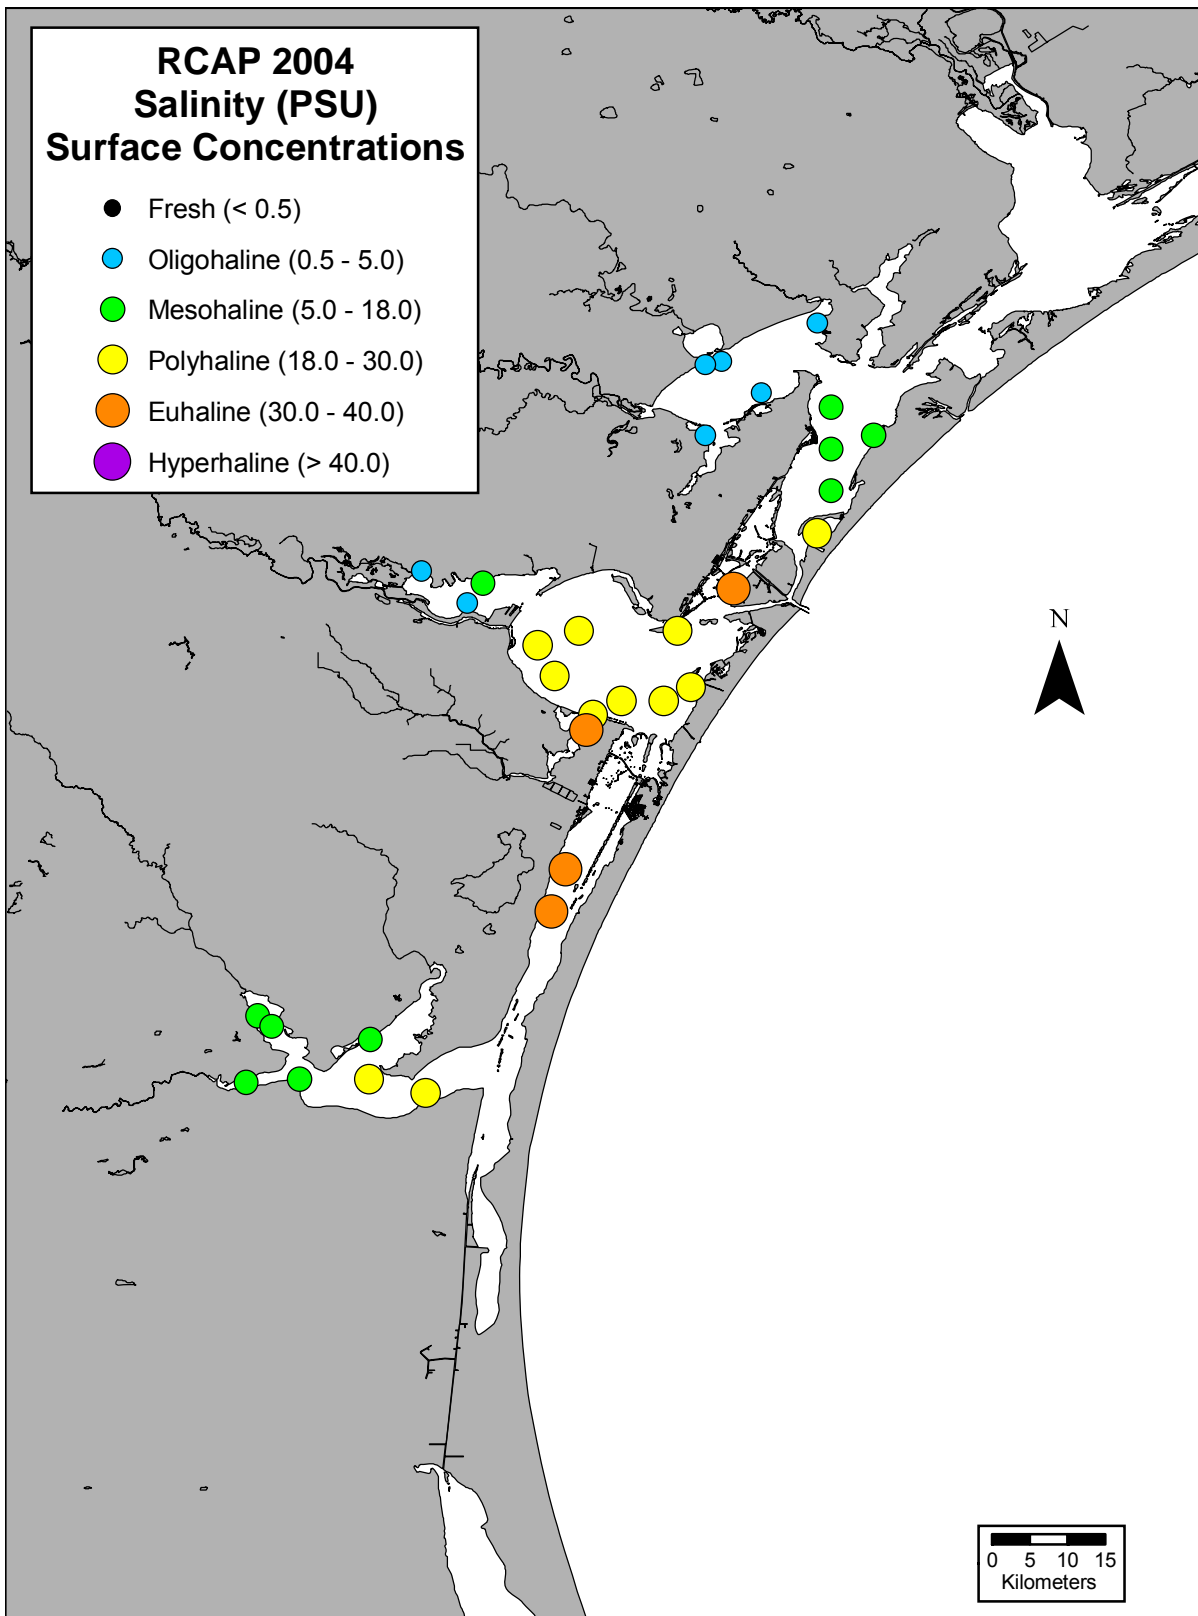 RCAP 2004
Salinity (PSU)
Surface Concentrations
Fresh (< 0.5)
Oligohaline (0.5 - 5.0)
Mesohaline (5.0 - 18.0)
Polyhaline (18.0 - 30.0)
Euhaline (30.0 - 40.0)
Hyperhaline (> 40.0)
N
0 5 10 15
Kilometers